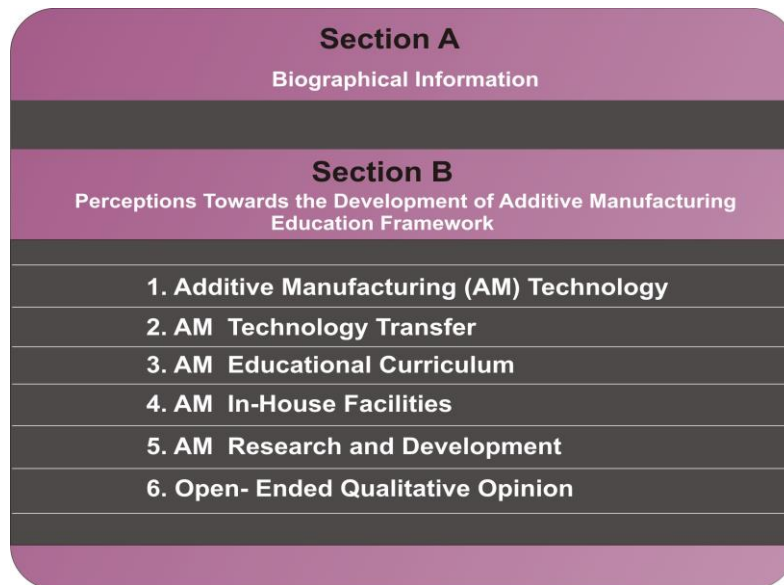 Section A
Biographical Information
Section B
Perceptions Towards the Development of Additive Manufacturing
Education Framework
1. Additive Manufacturing (AM) Technology
2. AM Technology Transfer
3. AM Educational Curriculum
4. AM In-House Facilities
5. AM Research and Development
6. Open- Ended Qualitative Opinion